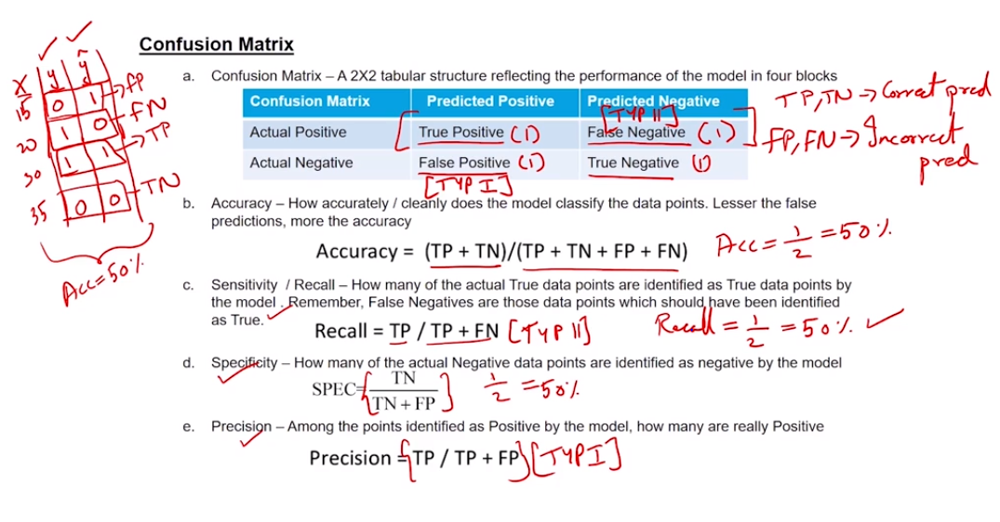 Confusion Matrix
a. Confusion Matrix – A 2X2 tabular structure reflecting the performance of the model in four blocks
Confusion Matrix Predicted Positive Predicted Negative
[TYP II]
Actual Positive True Positive (1) False Negative (1)
Actual Negative False Positive (1) True Negative (1)
[TYP I]
TP, TN → Correct pred
FP, FN → Incorrect
pred
X y ŷ
15 0 1 → FP
20 1 0 → FN
30 1 1 → TP
35 0 0 → TN
Acc=50%
b. Accuracy – How accurately / cleanly does the model classify the data points. Lesser the false
predictions, more the accuracy
Accuracy = (TP + TN)/(TP + TN + FP + FN) Acc = 1/2 = 50%
c. Sensitivity / Recall – How many of the actual True data points are identified as True data points by
the model . Remember, False Negatives are those data points which should have been identified
as True.
Recall = TP / TP + FN [TYP II] Recall = 1/2 = 50%
d. Specificity – How many of the actual Negative data points are identified as negative by the model
SPEC= TN / TN + FP 1/2 = 50%
e. Precision – Among the points identified as Positive by the model, how many are really Positive
Precision = {TP / TP + FP} [TYP I]